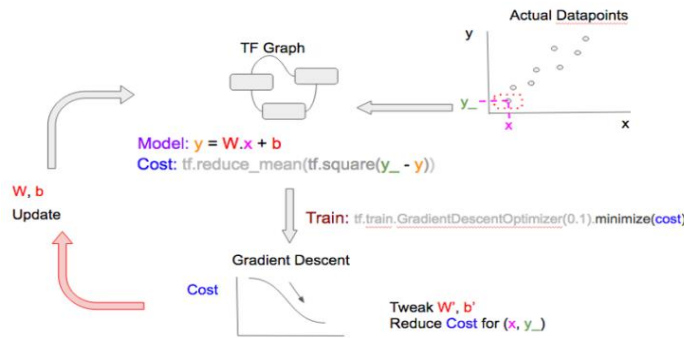 Actual Datapoints
y
TF Graph
y_
x
x
Model: y = W.x + b
Cost: tf.reduce_mean(tf.square(y_ - y))
W, b
Update
Train: tf.train.GradientDescentOptimizer(0.1).minimize(cost)
Gradient Descent
Cost
Tweak W', b'
Reduce Cost for (x, y_)